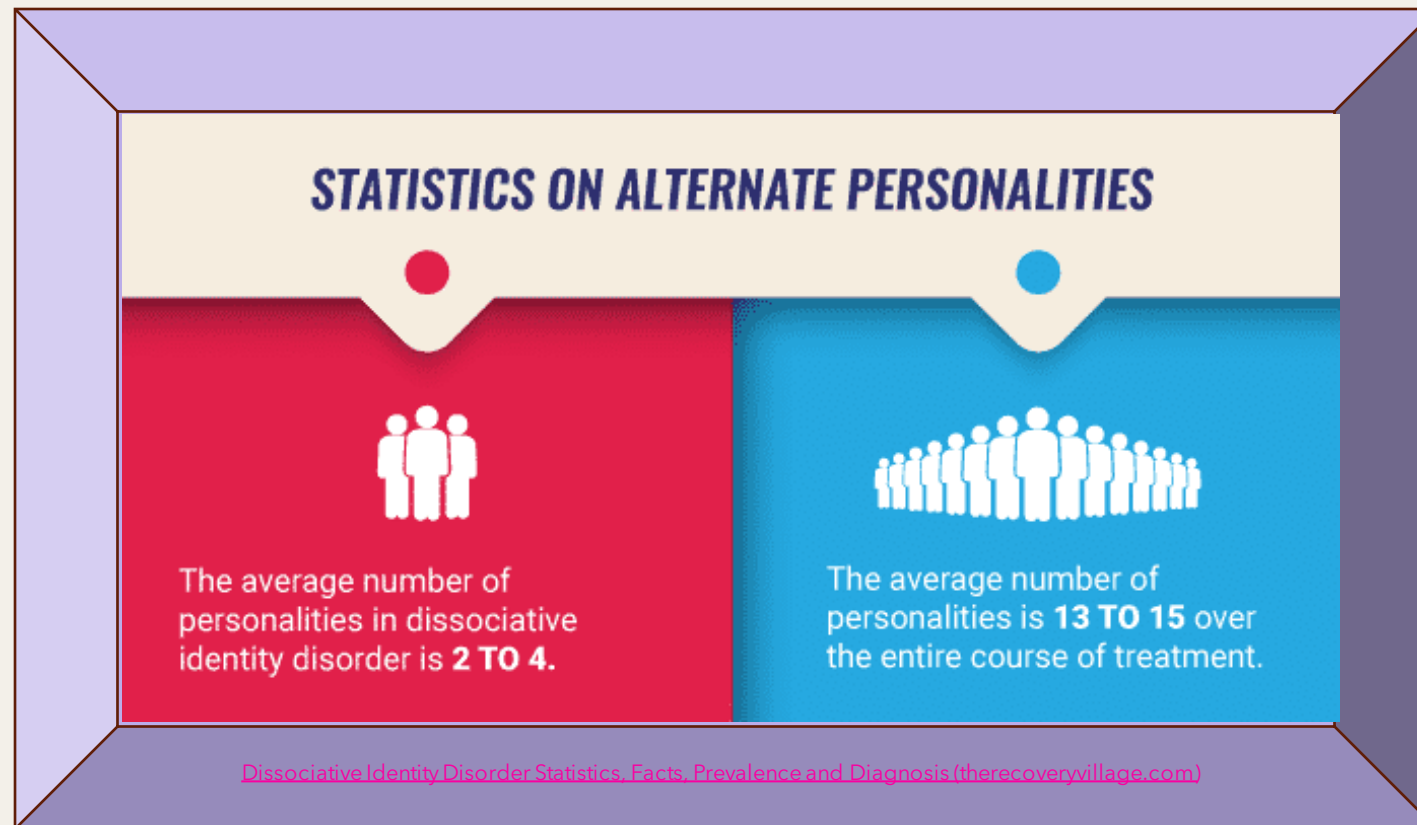 STATISTICS ON ALTERNATE PERSONALITIES
The average number of
personalities in dissociative
identity disorder is 2 TO 4.
The average number of
personalities is 13 TO 15 over
the entire course of treatment.
Dissociative Identity Disorder Statistics, Facts, Prevalence and Diagnosis (therecoveryvillage.com)